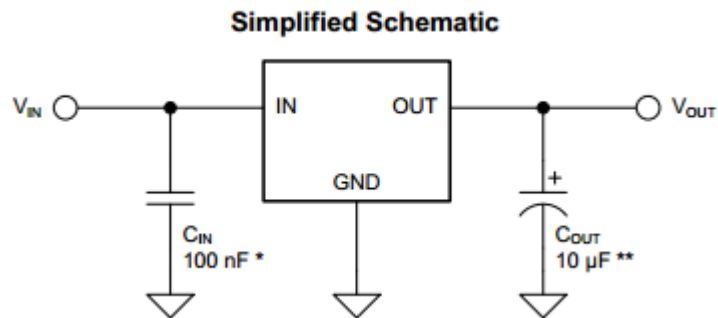 Simplified Schematic
VIN
IN
OUT
VOUT
GND
CIN
100 nF *
+
COUT
10 µF **